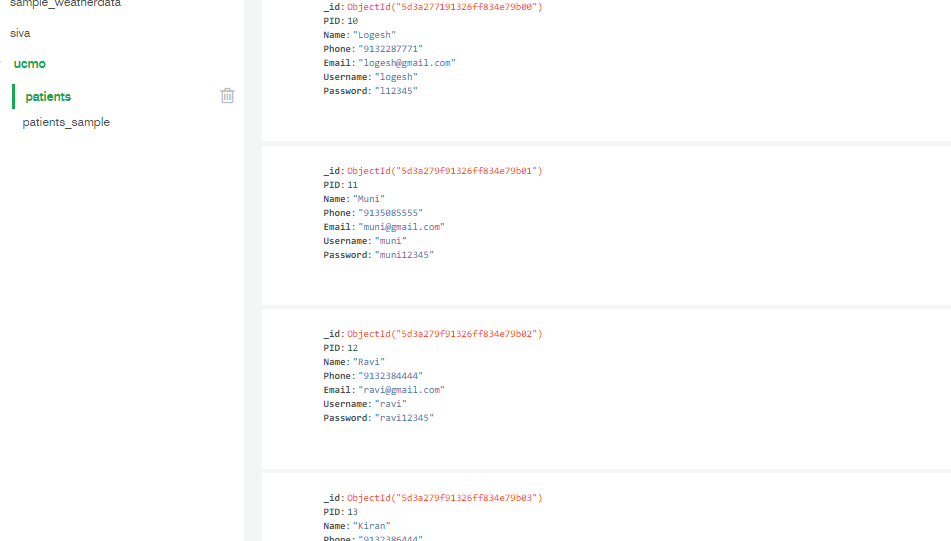 sample_weatherdata
siva
ucmo
patients
patients_sample
_id: ObjectId("5d3a277191326ff834e79b00")
PID: 10
Name: "Logesh"
Phone: "9132287771"
Email: "logesh@gmail.com"
Username: "logesh"
Password: "l12345"
_id: ObjectId("5d3a279f91326ff834e79b01")
PID: 11
Name: "Muni"
Phone: "9135085555"
Email: "muni@gmail.com"
Username: "muni"
Password: "muni12345"
_id: ObjectId("5d3a279f91326ff834e79b02")
PID: 12
Name: "Ravi"
Phone: "9132384444"
Email: "ravi@gmail.com"
Username: "ravi"
Password: "ravi12345"
_id: ObjectId("5d3a279f91326ff834e79b03")
PID: 13
Name: "Kiran"
Phone: "9132386444"